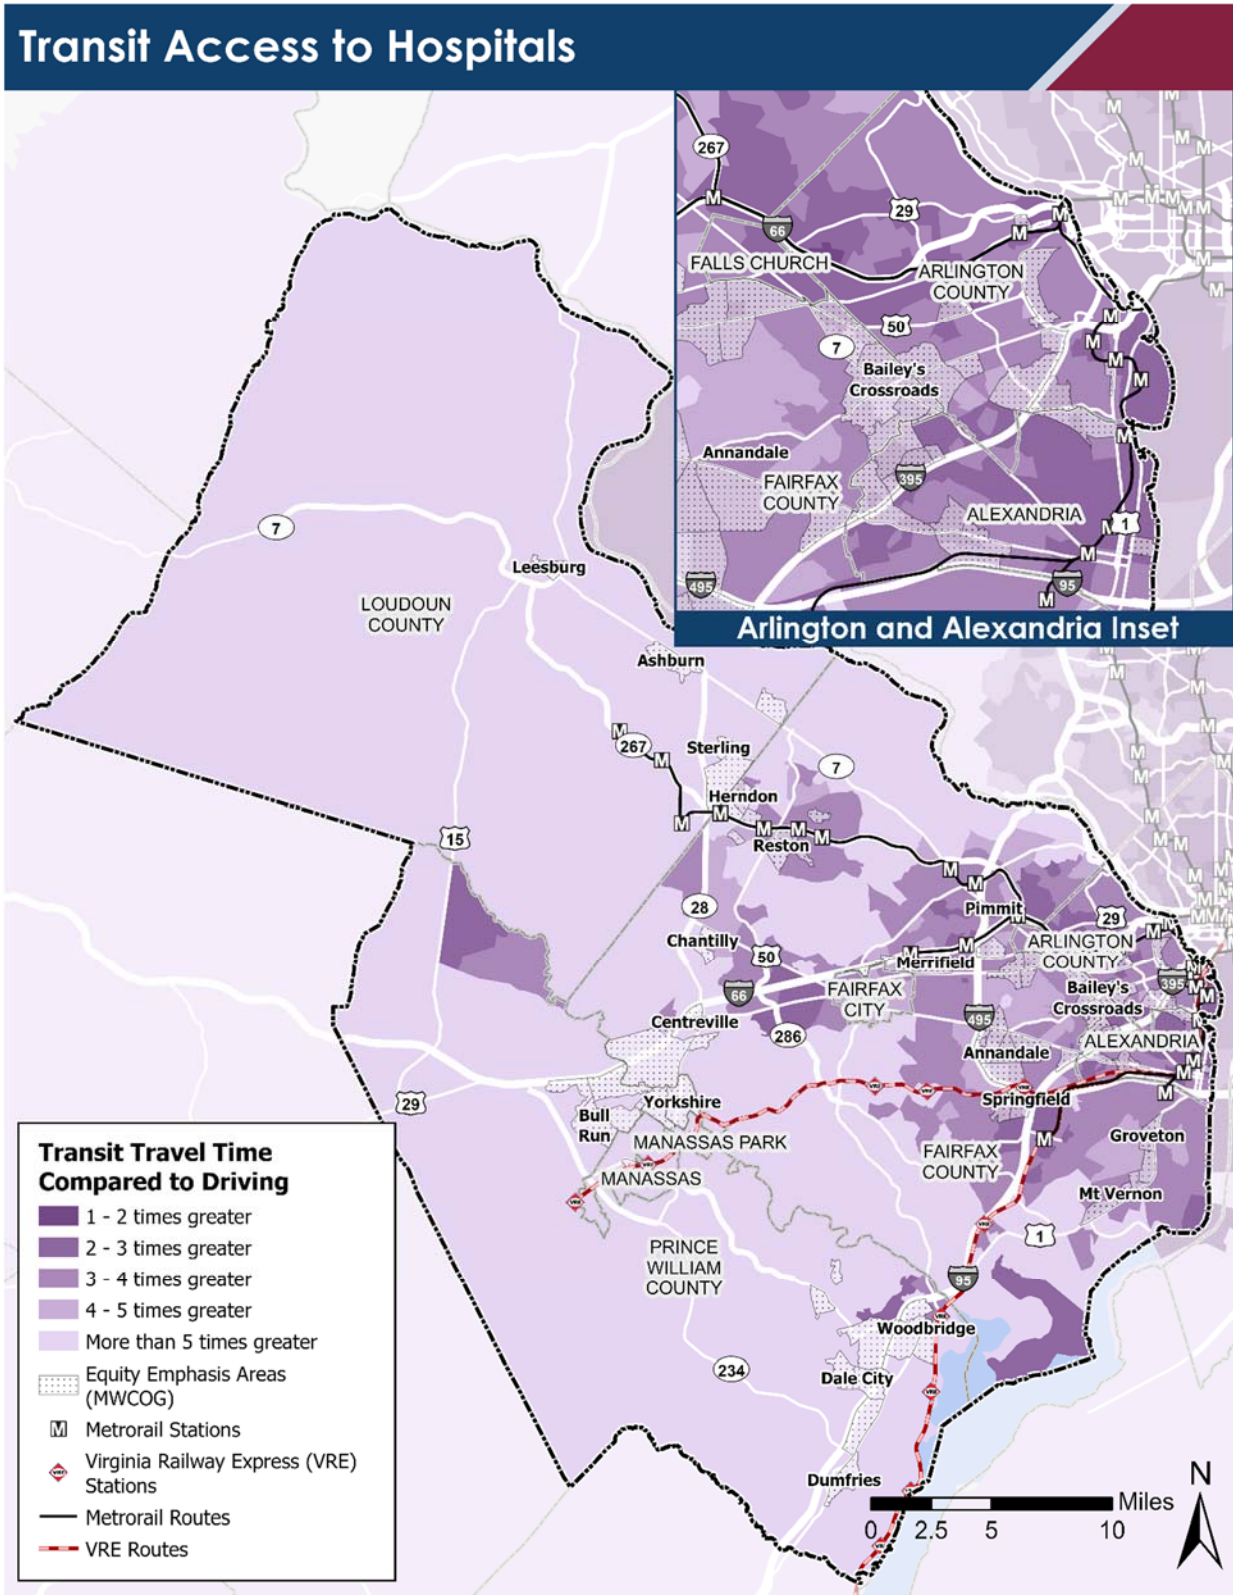 Transit Access to Hospitals
267
29
66
FALLS CHURCH
ARLINGTON
COUNTY
50
7
Bailey's
Crossroads
Annandale
395
FAIRFAX
COUNTY
ALEXANDRIA
1
495
95
Arlington and Alexandria Inset
7
Leesburg
LOUDOUN
COUNTY
Ashburn
267
Sterling
7
Herndon
15
Reston
28
Pimmit
29
Chantilly
50
Merrifield
ARLINGTON
COUNTY
66
FAIRFAX
CITY
Bailey's
Crossroads
395
Centreville
286
495
ALEXANDRIA
Annandale
29
Bull
Run
Yorkshire
Springfield
MANASSAS PARK
Groveton
FAIRFAX
COUNTY
MANASSAS
Mt Vernon
PRINCE
WILLIAM
COUNTY
1
95
Woodbridge
234
Dale City
Dumfries
Transit Travel Time
Compared to Driving
1 - 2 times greater
2 - 3 times greater
3 - 4 times greater
4 - 5 times greater
More than 5 times greater
Equity Emphasis Areas
(MWCOG)
M Metrorail Stations
VRE Virginia Railway Express (VRE)
Stations
Metrorail Routes
VRE Routes
N
Miles
0 2.5 5 10